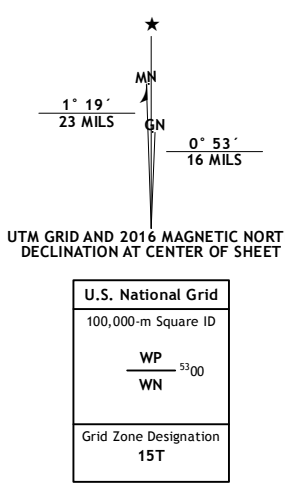 MN
1° 19´
23 MILS
GN
0° 53´
16 MILS
UTM GRID AND 2016 MAGNETIC NORT
DECLINATION AT CENTER OF SHEET
U.S. National Grid
100,000-m Square ID
WP
5300
WN
Grid Zone Designation
15T